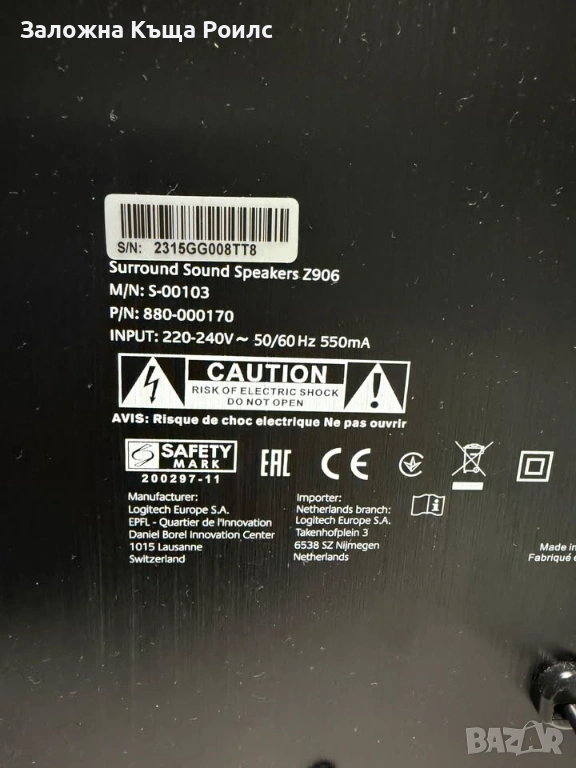 Заложна Къща Роилс
S/N: 2315GG008TT8
Surround Sound Speakers Z906
M/N: S-00103
P/N: 880-000170
INPUT: 220-240V ~ 50/60 Hz 550mA
CAUTION
RISK OF ELECTRIC SHOCK
DO NOT OPEN
AVIS: Risque de choc electrique Ne pas ouvrir
SAFETY
MARK
200297-11
EAC
CE
Manufacturer:
Logitech Europe S.A.
EPFL - Quartier de l'Innovation
Daniel Borel Innovation Center
1015 Lausanne
Switzerland
Importer:
Netherlands branch:
Logitech Europe S.A.
Takenhofplein 3
6538 SZ Nijmegen
Netherlands
Made in
Fabriqué e
BAZAR